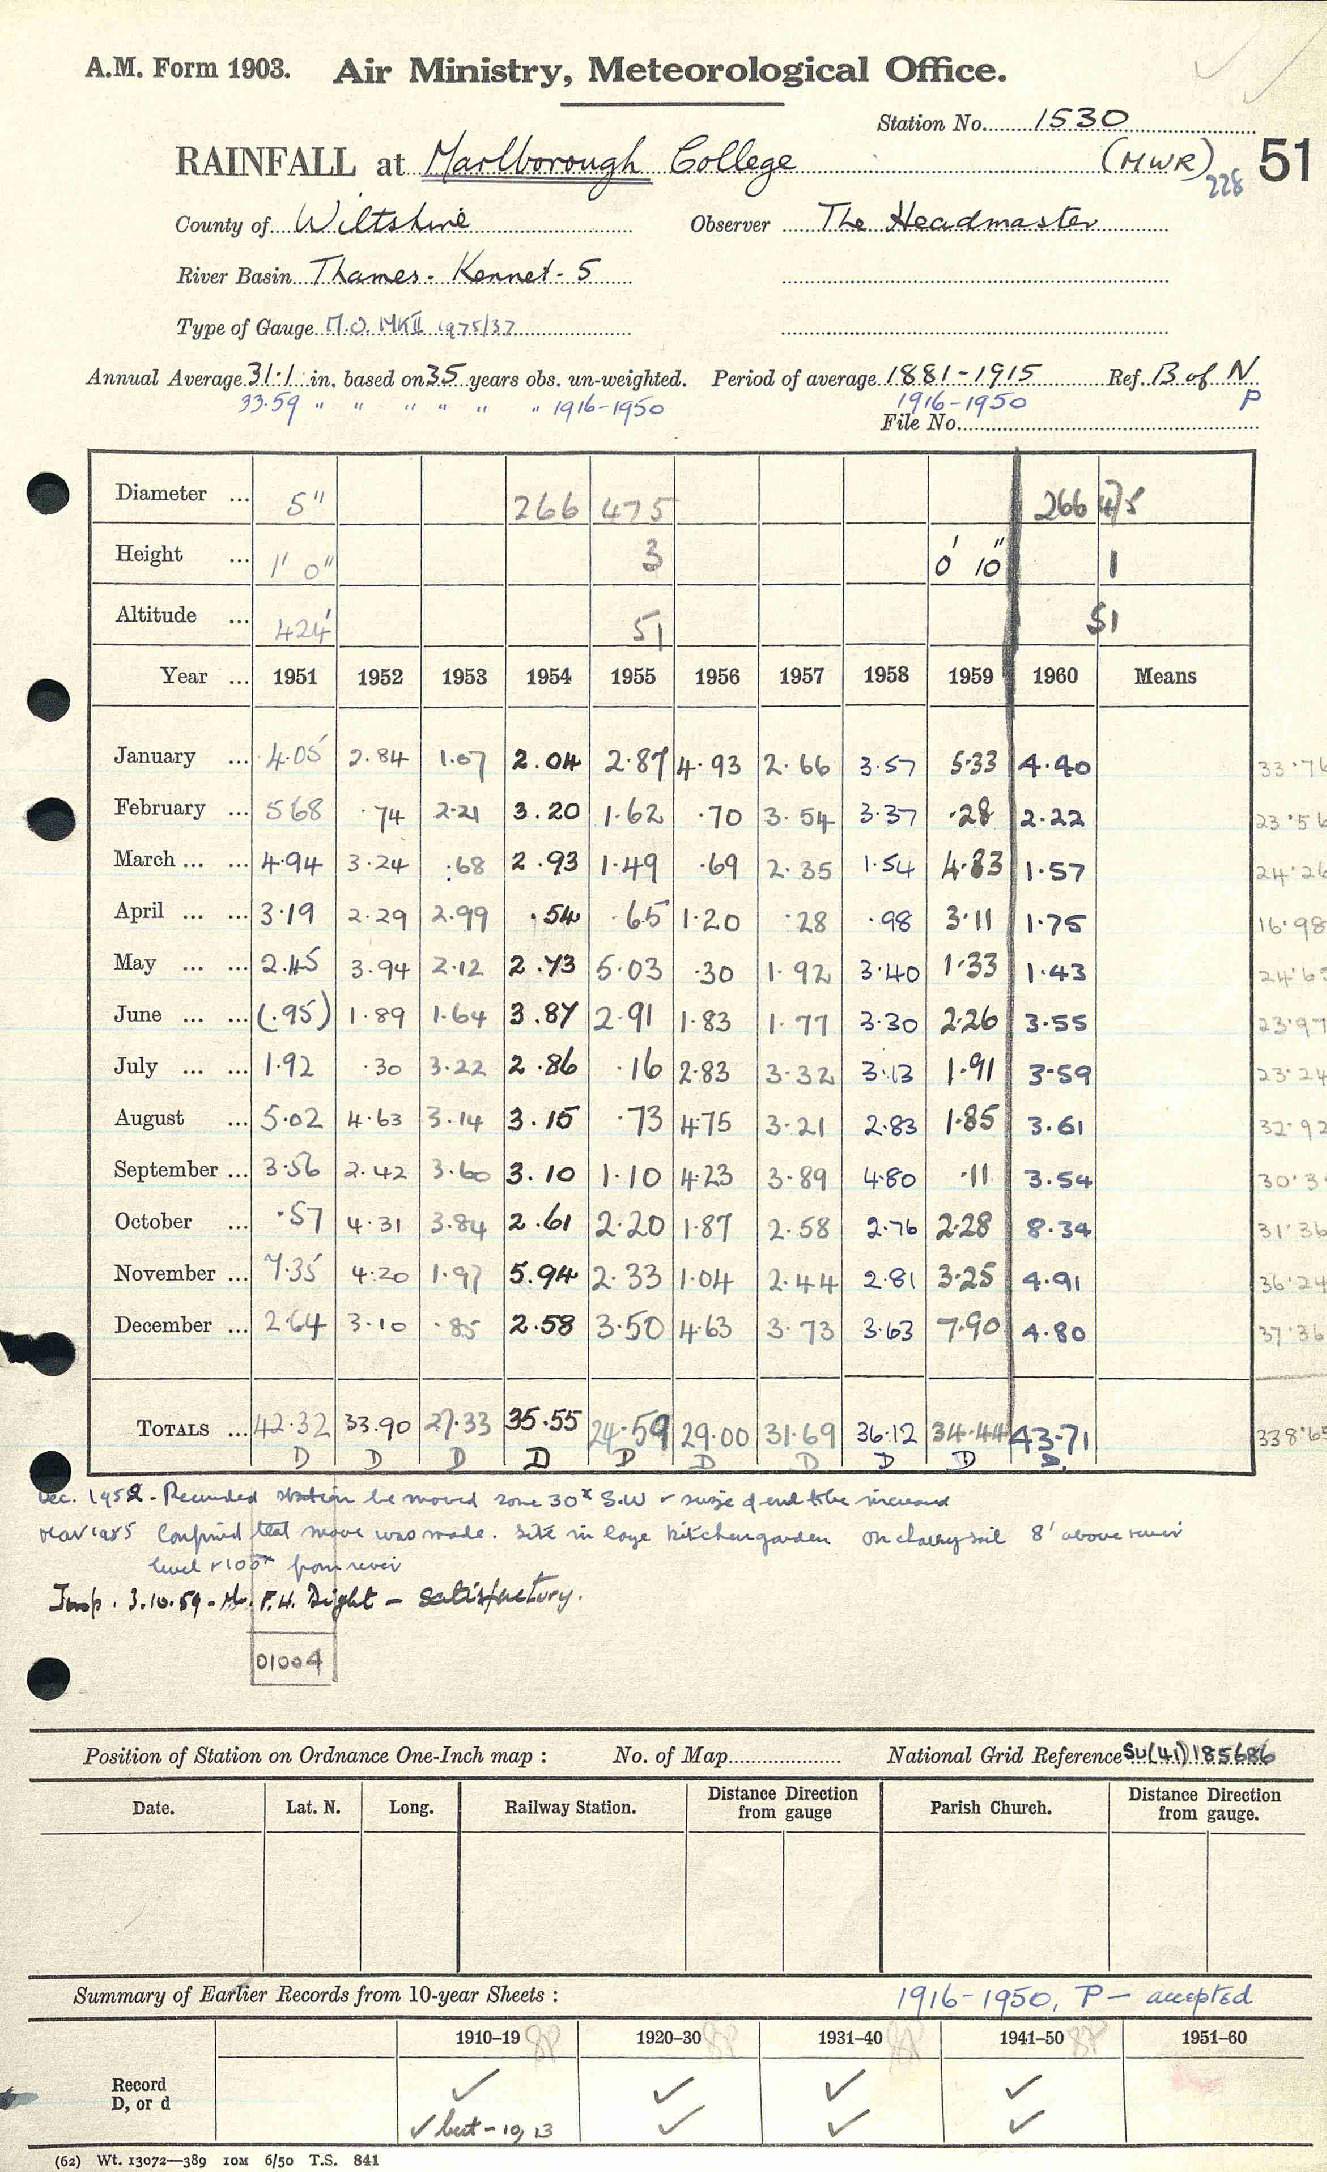 A.M. Form 1903. Air Ministry, Meteorological Office.
Station No. 1530
RAINFALL at Marlborough College (MWR) 228 51
County of Wiltshire Observer The Headmaster
River Basin Thames - Kennet - 5
Type of Gauge M.O. MKII 1975/37
Annual Average 31.1 in. based on 35 years obs. un-weighted. Period of average 1881-1915 Ref. B of N
33.59 " " " " " " 1916-1950 1916-1950 P
File No.
Diameter ... 5" 266 475 266 475
Height ... 1' 0" 3 0' 10" 1
Altitude ... 424' 51 51
Year ... 1951 1952 1953 1954 1955 1956 1957 1958 1959 1960 Means
January ... 4.05 2.84 1.07 2.04 2.87 4.93 2.66 3.57 5.33 4.40 33.76
February ... 5.68 .74 2.21 3.20 1.62 .70 3.54 3.37 .28 2.22 23.56
March ... ... 4.94 3.24 .68 2.93 1.49 .69 2.35 1.54 4.83 1.57 24.26
April ... ... 3.19 2.29 2.99 .54 .65 1.20 .28 .98 3.11 1.75 16.98
May ... ... 2.45 3.94 2.12 2.73 5.03 .30 1.92 3.40 1.33 1.43
June ... ... (.95) 1.89 1.64 3.87 2.91 1.83 1.77 3.30 2.26 3.55 23.97
July ... ... 1.92 .30 3.22 2.86 .16 2.83 3.32 3.13 1.91 3.59 23.24
August ... 5.02 4.63 3.14 3.15 .73 4.75 3.21 2.83 1.85 3.61 32.92
September ... 3.56 2.42 3.60 3.10 1.10 4.23 3.89 4.80 .11 3.54 30.3
October ... .57 4.31 3.84 2.61 2.20 1.87 2.58 2.76 2.28 8.34 31.36
November ... 7.35 4.20 1.97 5.94 2.33 1.04 2.44 2.81 3.25 4.91 36.24
December ... 2.64 3.10 .85 2.58 3.50 4.63 3.73 3.63 7.90 4.80 37.36
TOTALS ... 42.32 33.90 27.33 35.55 24.59 29.00 31.69 36.12 34.44 43.71 338.65
D D D D D D D D D D.
Dec. 1952 - station be moved 30x S.W
1955 Confirmed that move was made. Site in large kitchen garden on chalky soil 8' above river
level + 100x from river
Insp. 3.10.59 - Mr. F.H. Dight - satisfactory.
01004
Position of Station on Ordnance One-Inch map : No. of Map National Grid Reference SU(41)185686
Date. Lat. N. Long. Railway Station. Distance Direction from gauge Parish Church. Distance Direction from gauge.
Summary of Earlier Records from 10-year Sheets : 1916-1950, P - accepted
1910-19 1920-30 1931-40 1941-50 1951-60
Record ✓ ✓ ✓ ✓
D, or d ✓ but - 10, 13 ✓ ✓ ✓
(62) Wt. 13072—389 10M 6/50 T.S. 841